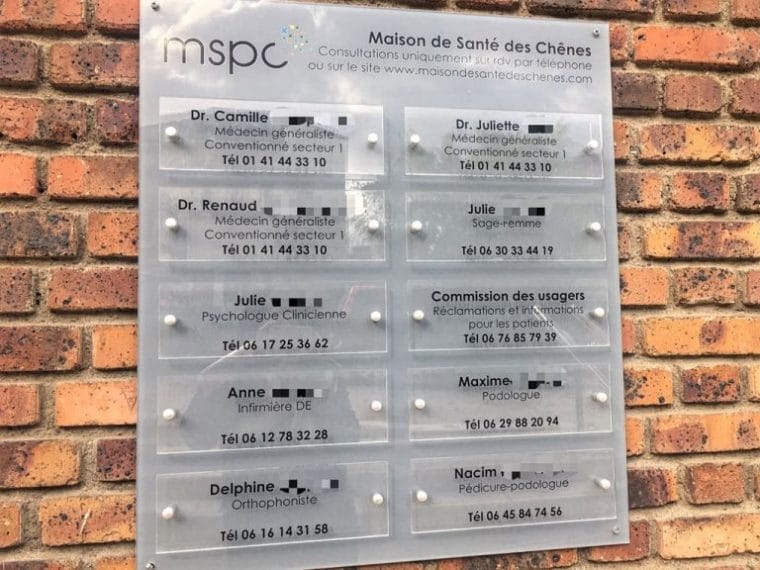 mspc
Maison de Santé des Chênes
Consultations uniquement sur rdv par téléphone
ou sur le site www.maisondesantedeschenes.com
Dr. Camille
Médecin généraliste
Conventionné secteur 1
Tél 01 41 44 33 10
Dr. Juliette
Médecin généraliste
Conventionné secteur 1
Tél 01 41 44 33 10
Dr. Renaud
Médecin généraliste
Conventionné secteur 1
Tél 01 41 44 33 10
Julie
Sage-femme
Tél 06 30 33 44 19
Julie
Psychologue Clinicienne
Tél 06 17 25 36 62
Commission des usagers
Réclamations et informations
pour les patients
Tél 06 76 85 79 39
Anne
Infirmière DE
Tél 06 12 78 32 28
Maxime
Podologue
Tél 06 29 88 20 94
Delphine
Orthophoniste
Tél 06 16 14 31 58
Nacim
Pédicure-podologue
Tél 06 45 84 74 56